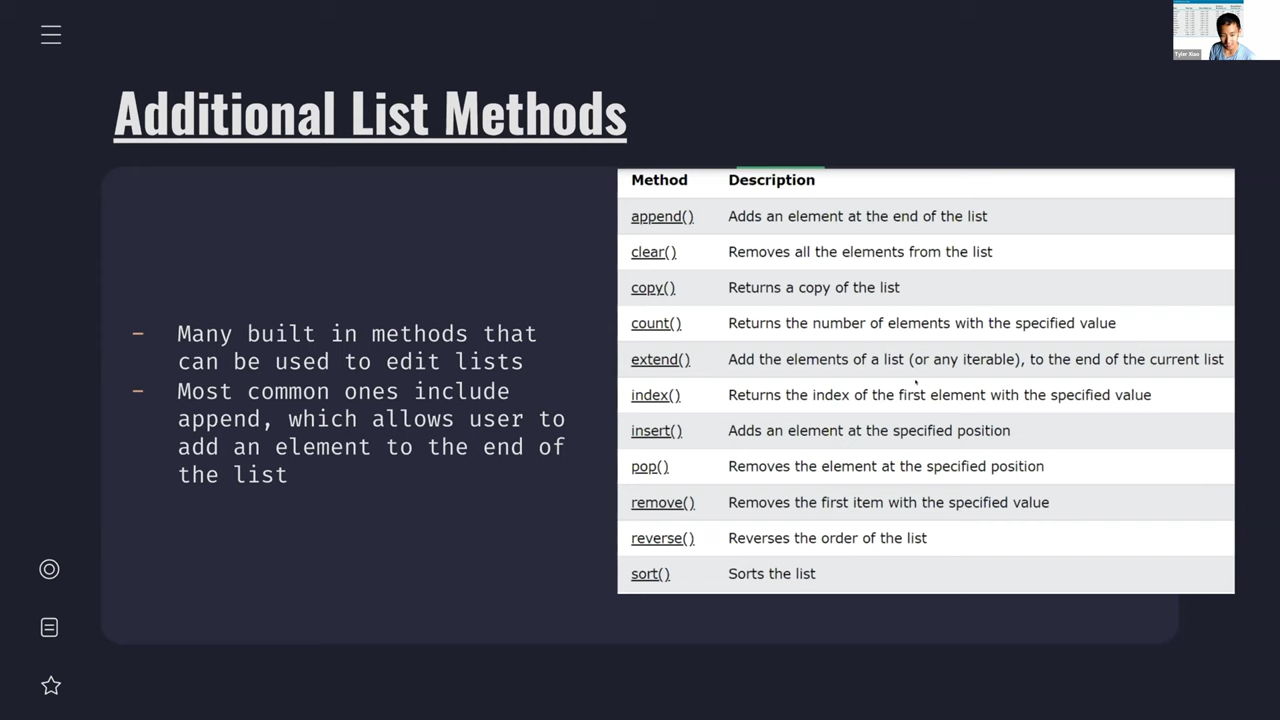 Tyler Xiao
Additional List Methods
- Many built in methods that
can be used to edit lists
- Most common ones include
append, which allows user to
add an element to the end of
the list
Method Description
append() Adds an element at the end of the list
clear() Removes all the elements from the list
copy() Returns a copy of the list
count() Returns the number of elements with the specified value
extend() Add the elements of a list (or any iterable), to the end of the current list
index() Returns the index of the first element with the specified value
insert() Adds an element at the specified position
pop() Removes the element at the specified position
remove() Removes the first item with the specified value
reverse() Reverses the order of the list
sort() Sorts the list